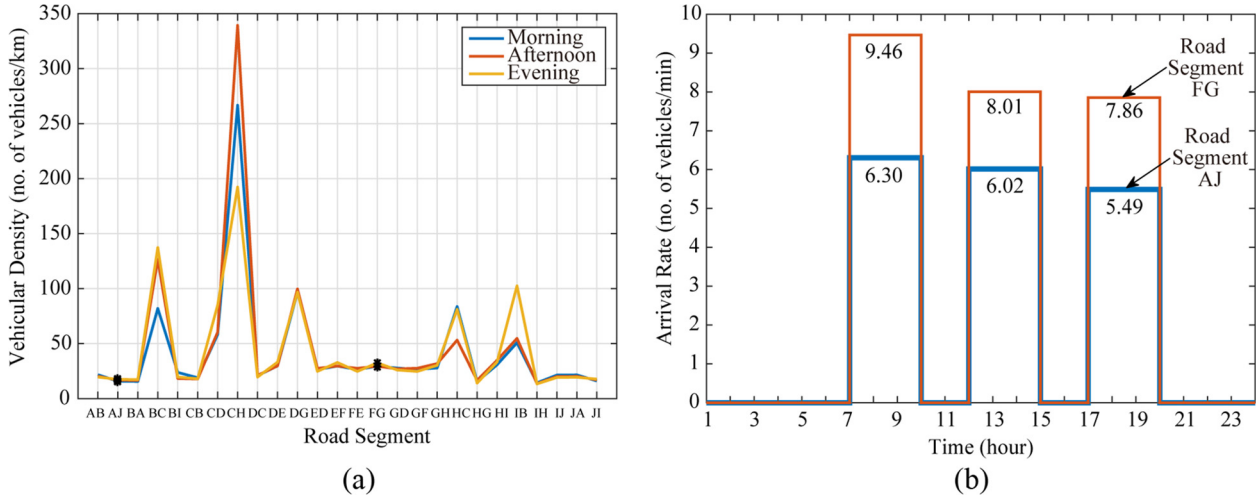 350
300
250
200
150
100
50
0
Vehicular Density (no. of vehicles/km)
Morning
Afternoon
Evening
AB AJ BA BC BI CB CD CH DC DE DG ED EF FE FG GD GF GH HC HG HI IB IH IJ JA JI
Road Segment
(a)
10
9
8
7
6
5
4
3
2
1
0
Arrival Rate (no. of vehicles/min)
9.46
8.01
7.86
6.30
6.02
5.49
Road
Segment
FG
Road
Segment
AJ
1 3 5 7 9 11 13 15 17 19 21 23
Time (hour)
(b)